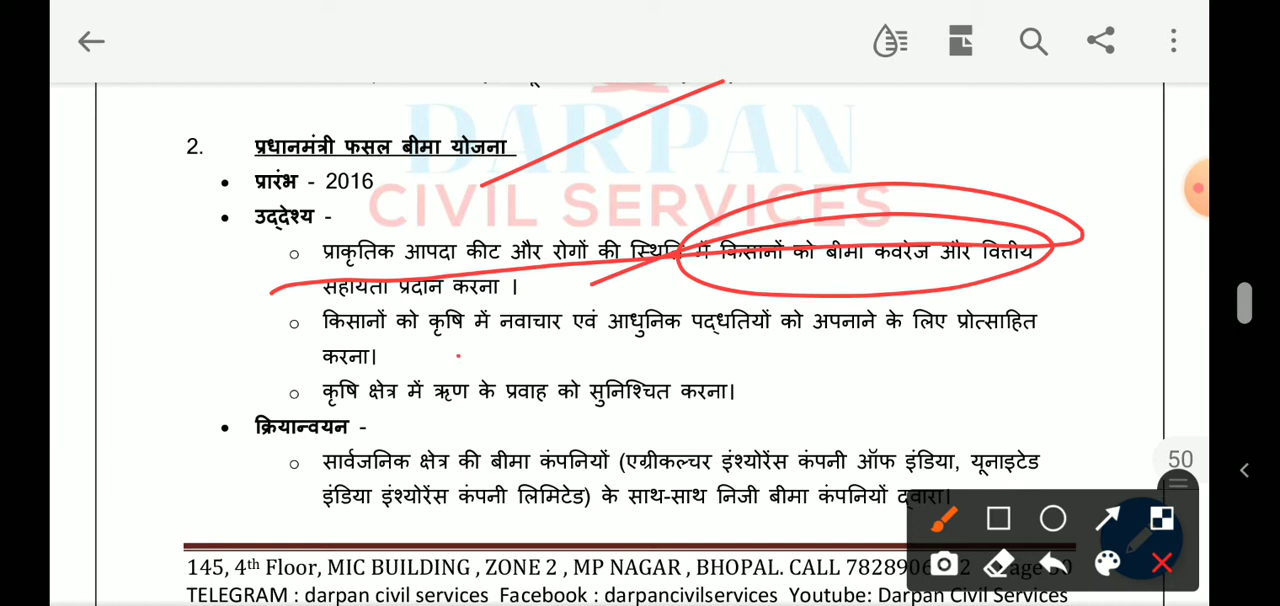 DARPAN
CIVIL SERVICES
2. प्रधानमंत्री फसल बीमा योजना
• प्रारंभ - 2016
• उद्देश्य -
○ प्राकृतिक आपदा कीट और रोगों की स्थिति में किसानों को बीमा कवरेज और वित्तीय
सहायता प्रदान करना ।
○ किसानों को कृषि में नवाचार एवं आधुनिक पद्धतियों को अपनाने के लिए प्रोत्साहित
करना।
○ कृषि क्षेत्र में ऋण के प्रवाह को सुनिश्चित करना।
• क्रियान्वयन -
○ सार्वजनिक क्षेत्र की बीमा कंपनियों (एग्रीकल्चर इंश्योरेंस कंपनी ऑफ इंडिया, यूनाइटेड
इंडिया इंश्योरेंस कंपनी लिमिटेड) के साथ-साथ निजी बीमा कंपनियों द्वारा।
50
145, 4th Floor, MIC BUILDING , ZONE 2 , MP NAGAR , BHOPAL. CALL
TELEGRAM : darpan civil services Facebook : darpancivilservices Youtube: Darpan Civil Services